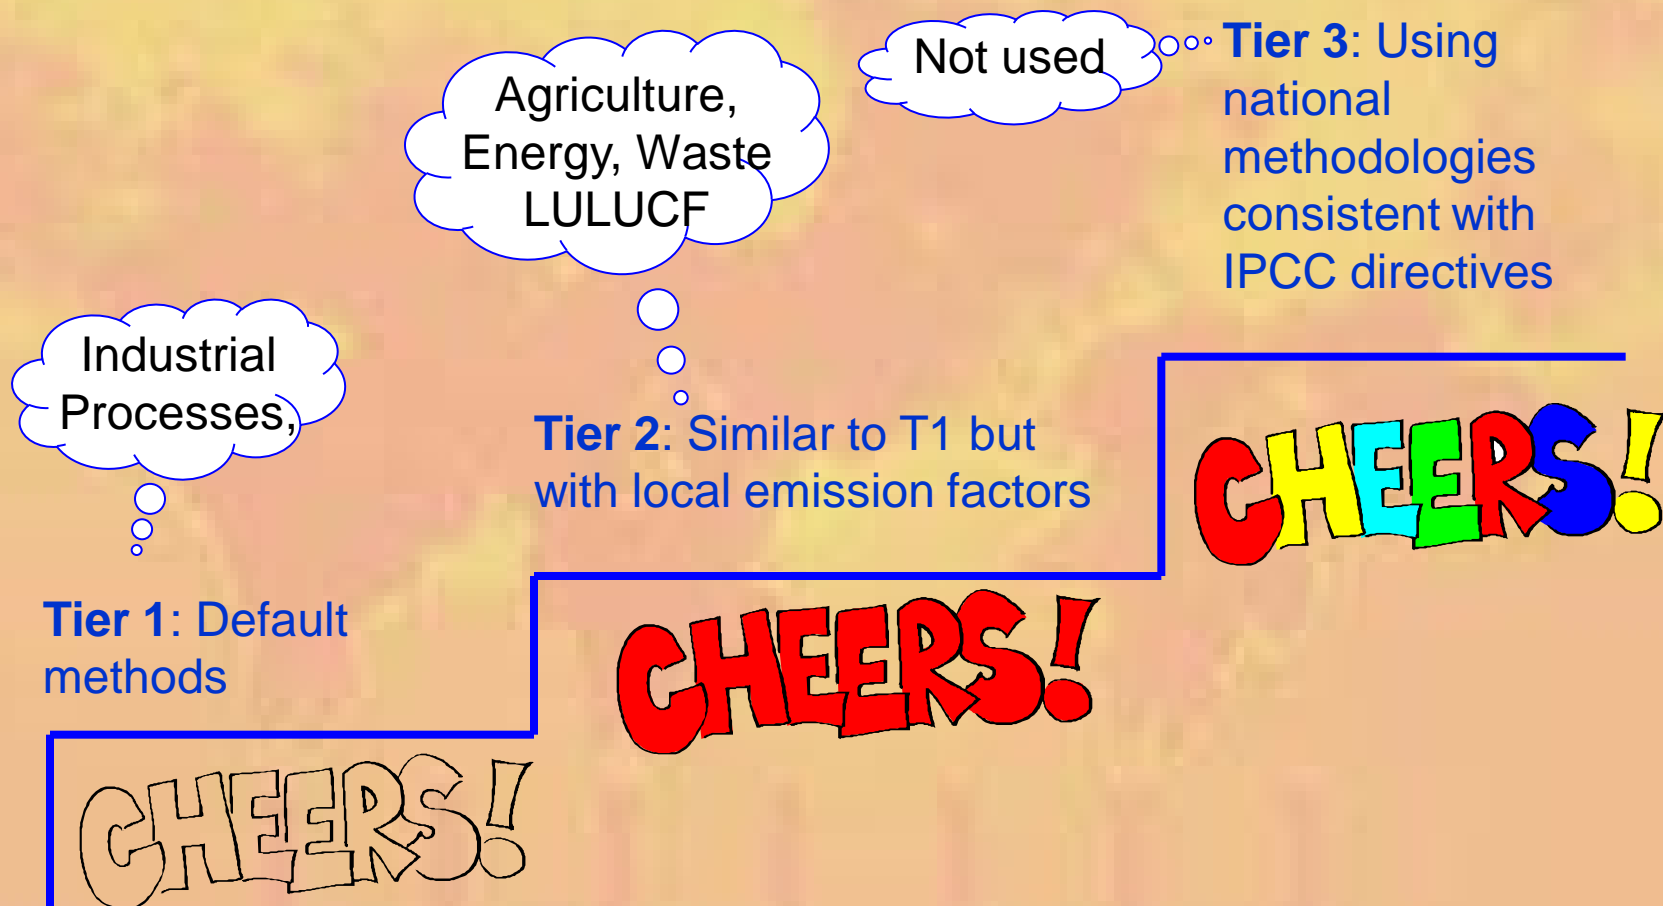 Not used
Tier 3: Using
national
methodologies
consistent with
IPCC directives
Agriculture,
Energy, Waste
LULUCF
Industrial
Processes,
Tier 2: Similar to T1 but
with local emission factors
CHEERS!
Tier 1: Default
methods
CHEERS!
CHEERS!